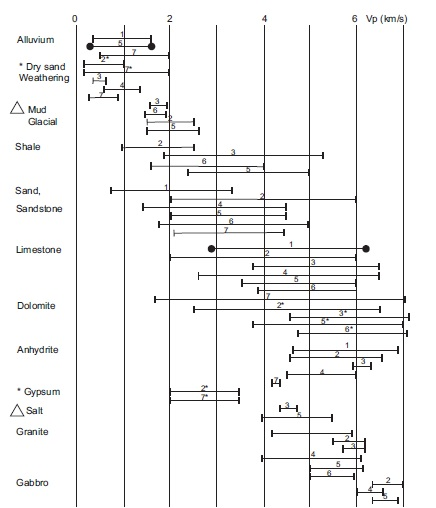 0 2 4 6 Vp (km/s)
Alluvium 1
5
7
2*
* Dry sand 7*
Weathering 3
4
7
3
Mud 6
Glacial 2
5
Shale 2
3
6
5
Sand, 1
2
Sandstone 4
5
6
7
Limestone 1
2
3
4
5
6
7
Dolomite 2*
3*
5*
6*
Anhydrite 1
2
3
4
7
* Gypsum 2*
7*
Salt 3
5
Granite 1
2
3
4
5
6
Gabbro 2
4
5